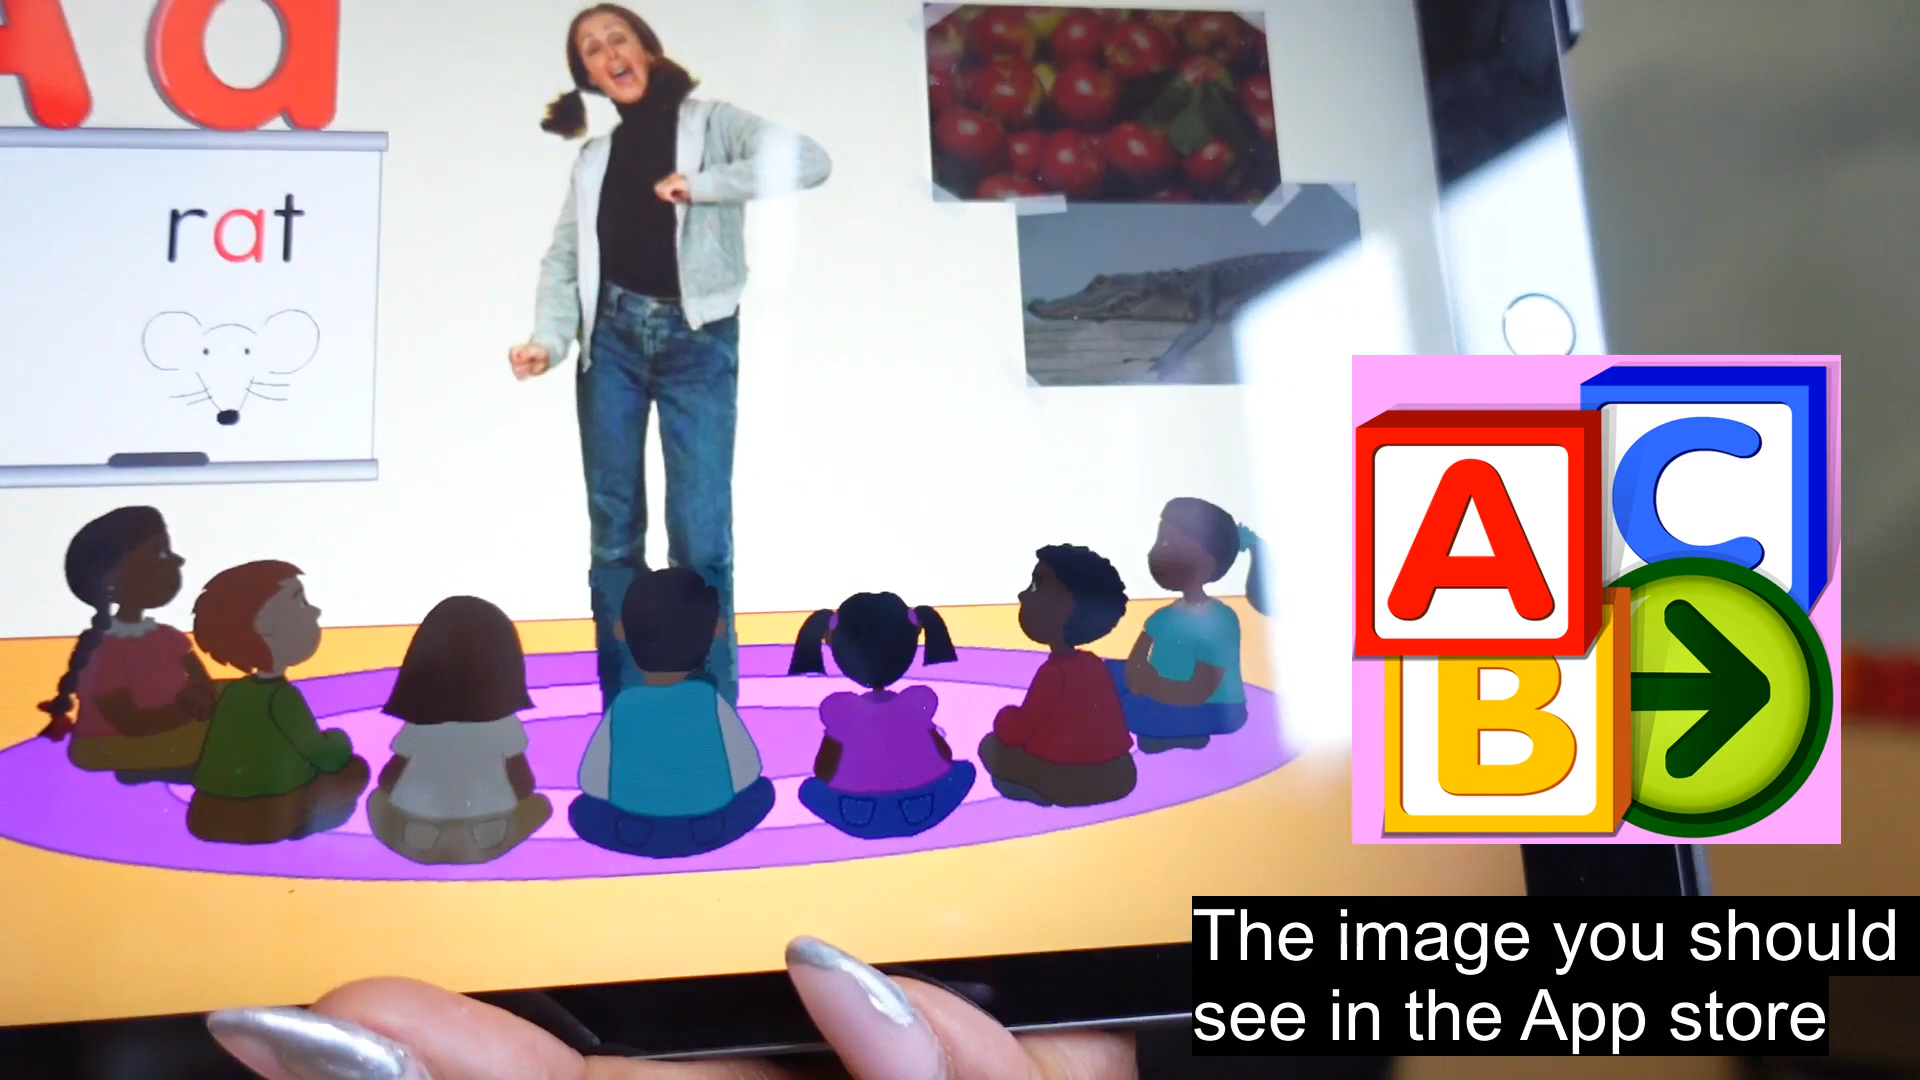 Aa
rat
A
C
B
The image you should
see in the App store